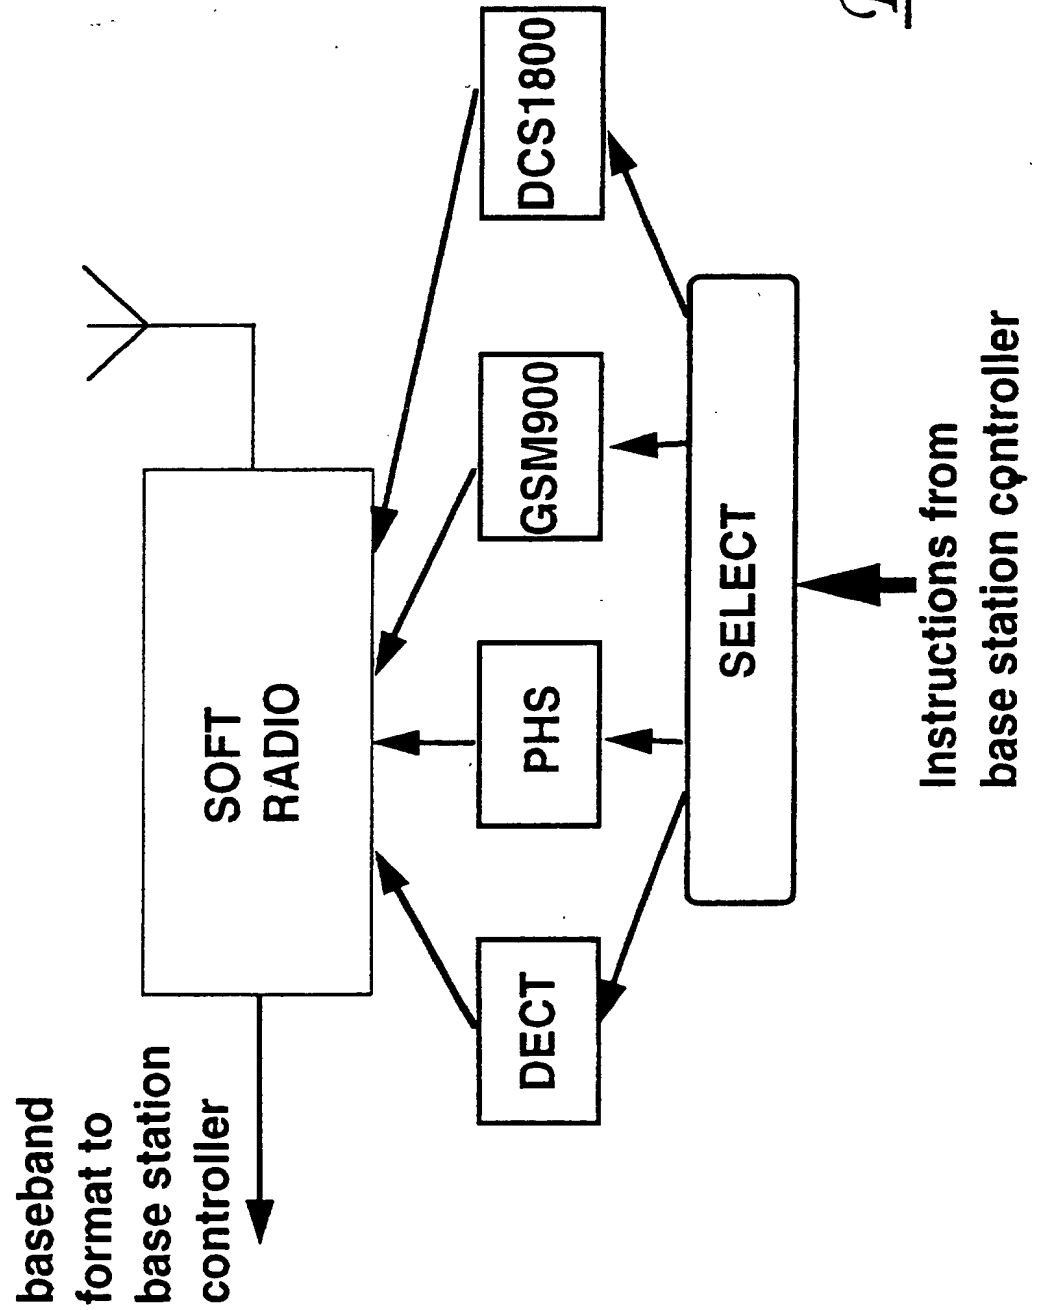 baseband
format to
base station
controller
SOFT
RADIO
DECT
PHS
GSM900
DCS1800
SELECT
Instructions from
base station controller